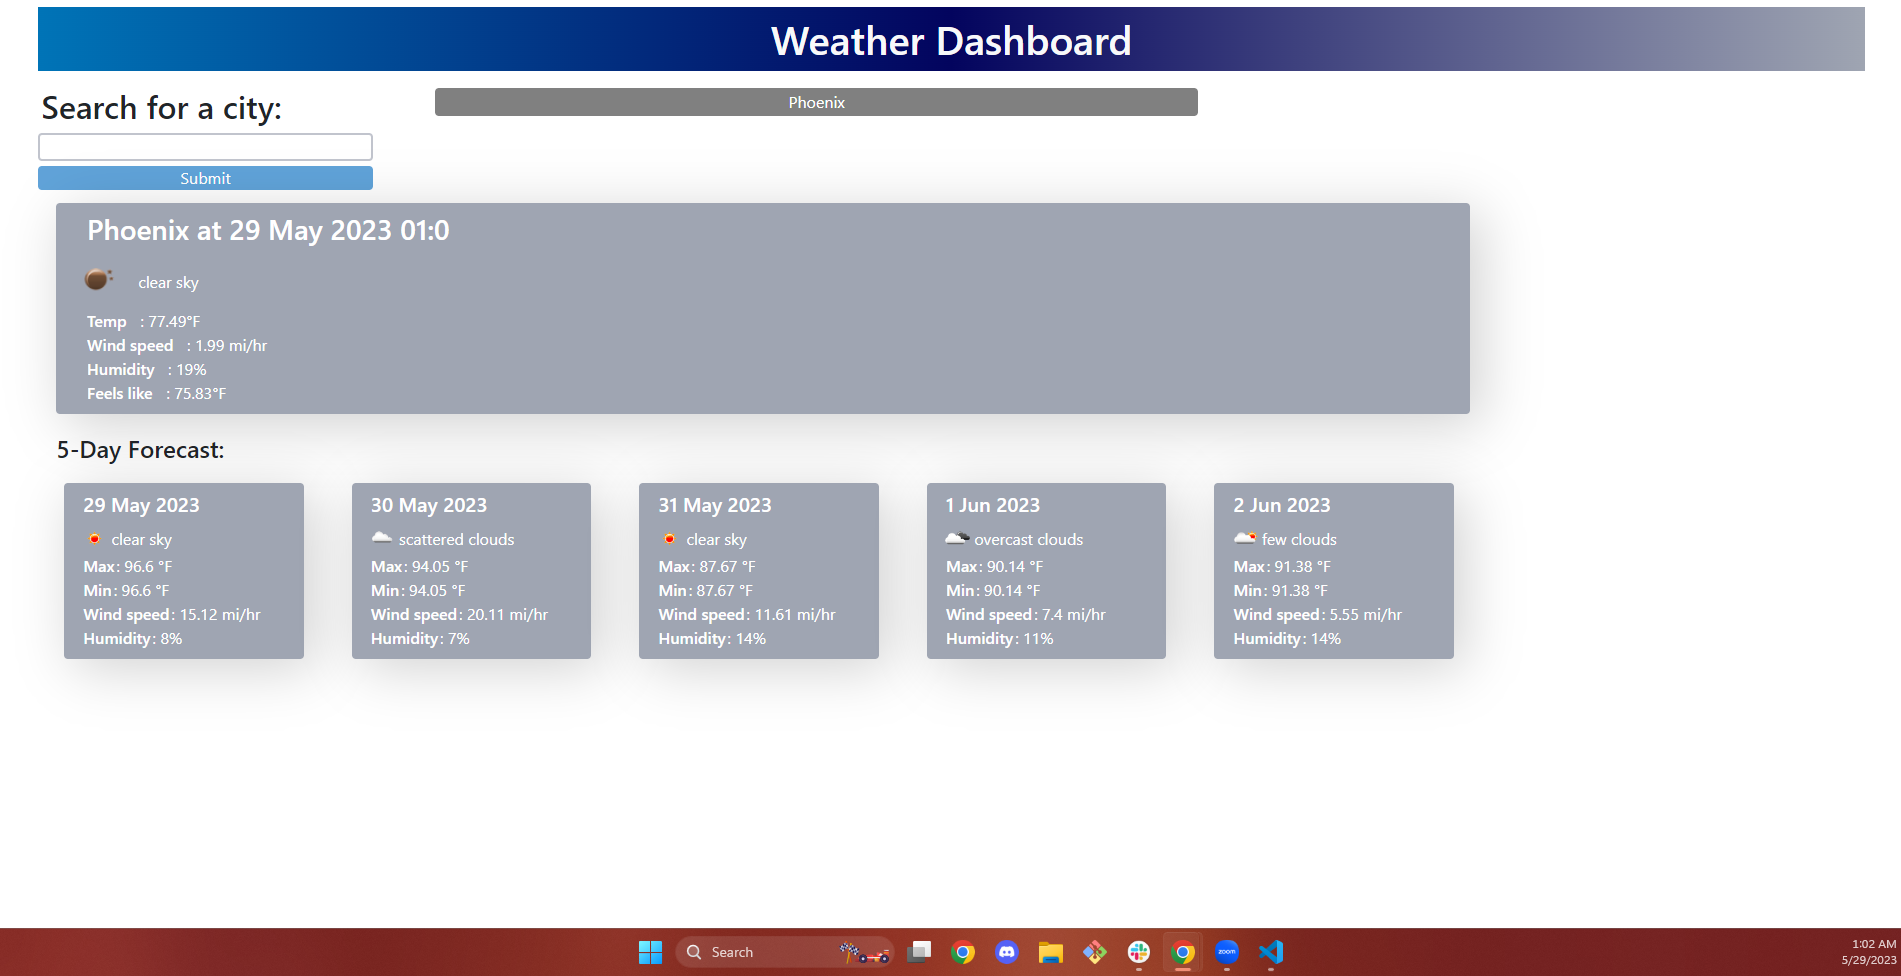 Weather Dashboard
Search for a city:
Phoenix
Submit
Phoenix at 29 May 2023 01:0
clear sky
Temp : 77.49°F
Wind speed : 1.99 mi/hr
Humidity : 19%
Feels like : 75.83°F
5-Day Forecast:
29 May 2023
clear sky
Max: 96.6 °F
Min: 96.6 °F
Wind speed: 15.12 mi/hr
Humidity: 8%
30 May 2023
scattered clouds
Max: 94.05 °F
Min: 94.05 °F
Wind speed: 20.11 mi/hr
Humidity: 7%
31 May 2023
clear sky
Max: 87.67 °F
Min: 87.67 °F
Wind speed: 11.61 mi/hr
Humidity: 14%
1 Jun 2023
overcast clouds
Max: 90.14 °F
Min: 90.14 °F
Wind speed: 7.4 mi/hr
Humidity: 11%
2 Jun 2023
few clouds
Max: 91.38 °F
Min: 91.38 °F
Wind speed: 5.55 mi/hr
Humidity: 14%
Search
zoom
1:02 AM
5/29/2023